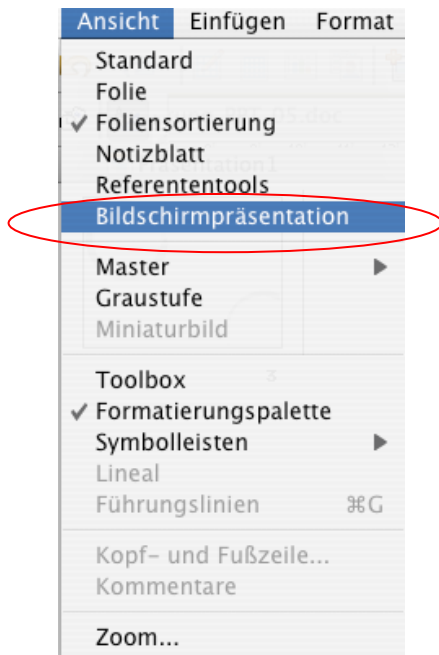 Ansicht Einfügen Format
Standard
Folie
✓ Foliensortierung
Notizblatt
Referententools
Bildschirmpräsentation
Master ▶
Graustufe
Miniaturbild
Toolbox
✓ Formatierungspalette
Symbolleisten ▶
Lineal
Führungslinien ⌘G
Kopf- und Fußzeile...
Kommentare
Zoom...